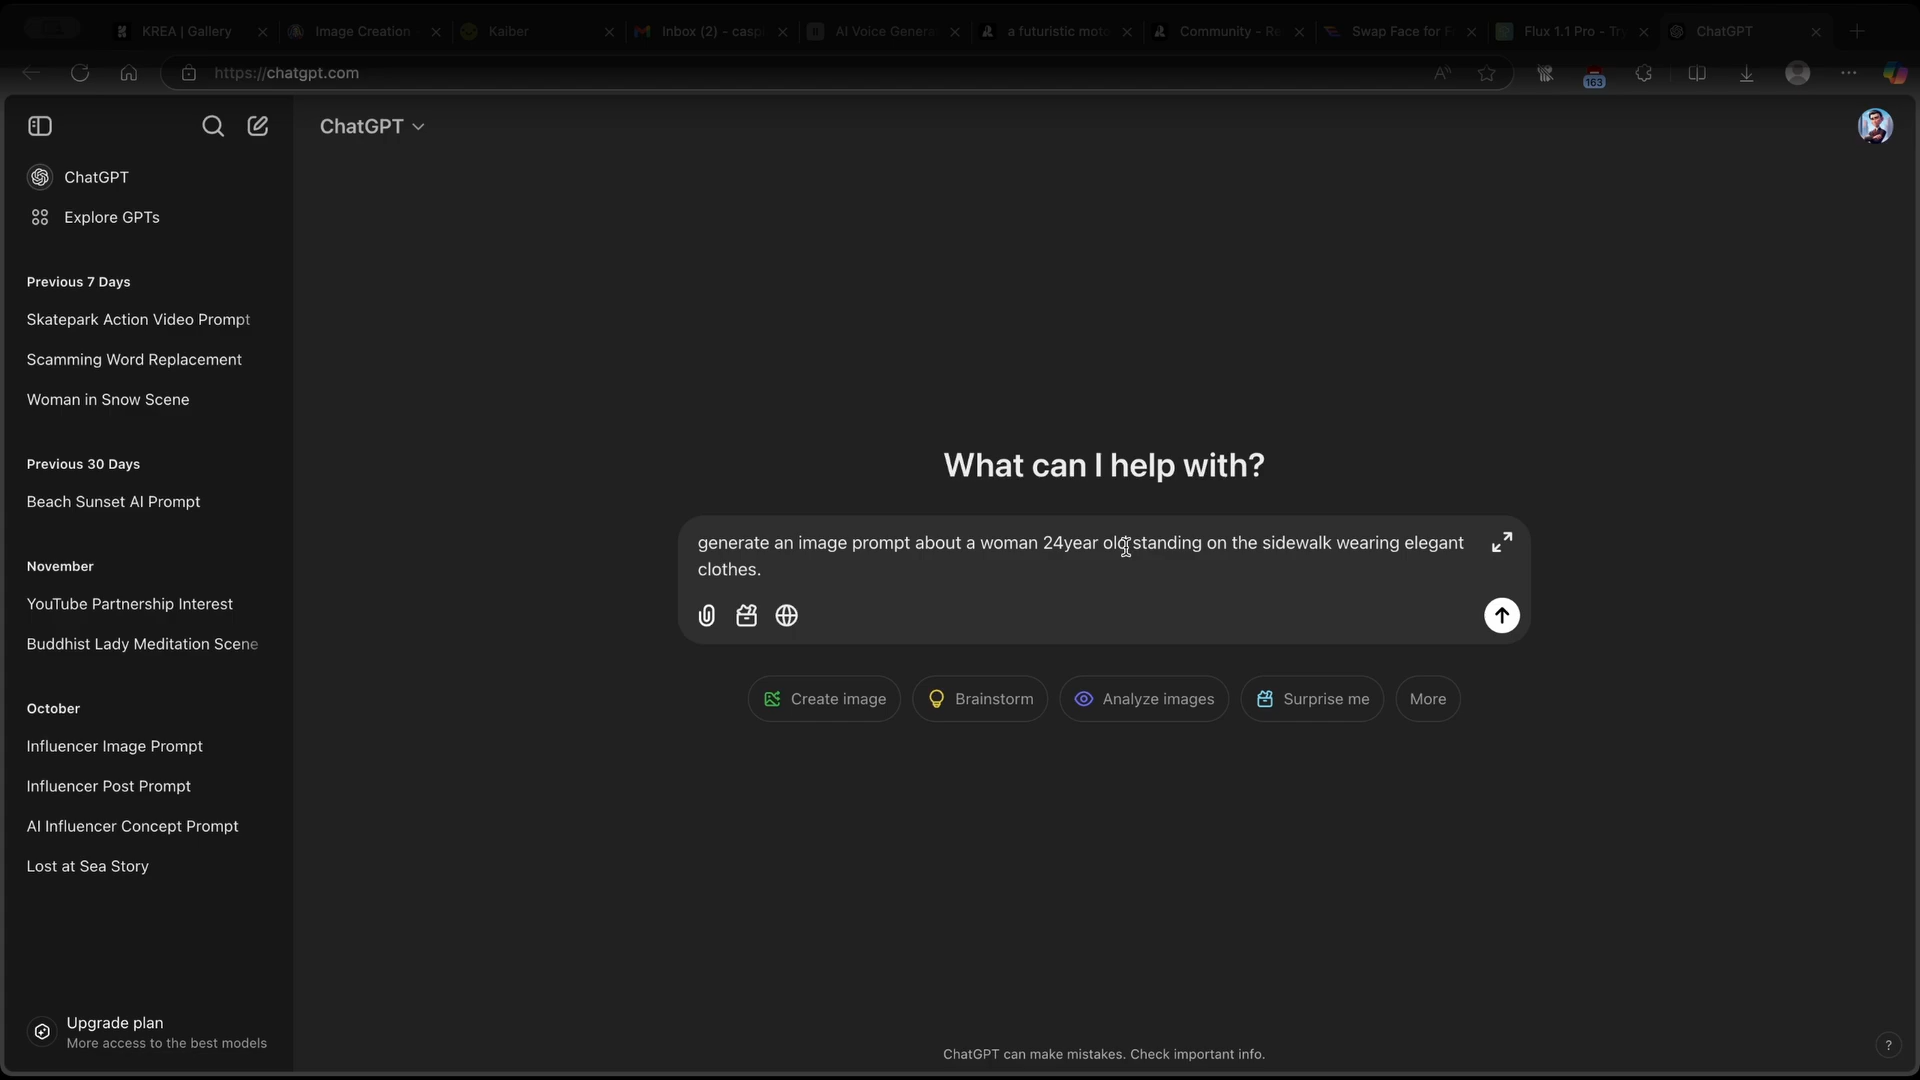 KREA | Gallery
Image Creation
Kaiber
Inbox (2) - casp
AI Voice Genera
a futuristic moto
Community - Re
Swap Face for F
Flux 1.1 Pro - Tr
ChatGPT
https://chatgpt.com
163
ChatGPT
ChatGPT
Explore GPTs
Previous 7 Days
Skatepark Action Video Prompt
Scamming Word Replacement
Woman in Snow Scene
Previous 30 Days
Beach Sunset AI Prompt
November
YouTube Partnership Interest
Buddhist Lady Meditation Scene
October
Influencer Image Prompt
Influencer Post Prompt
AI Influencer Concept Prompt
Lost at Sea Story
Upgrade plan
More access to the best models
What can I help with?
generate an image prompt about a woman 24year old standing on the sidewalk wearing elegant
clothes.
Create image
Brainstorm
Analyze images
Surprise me
More
ChatGPT can make mistakes. Check important info.
?